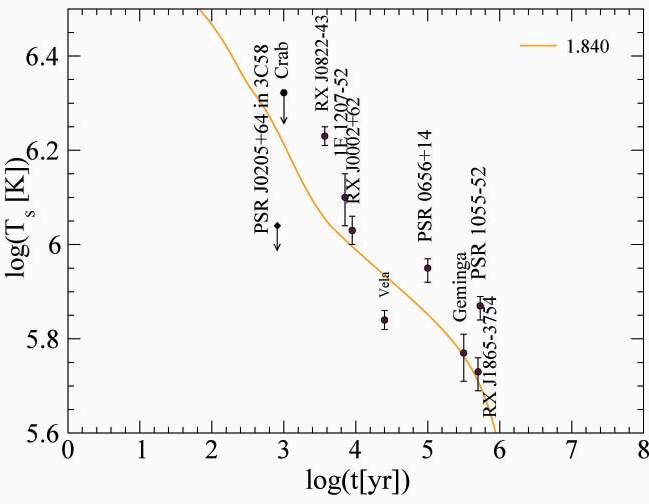 6.4
6.2
6
5.8
5.6
log(Ts [K])
0
1
2
3
4
5
6
7
8
log(t[yr])
1.840
PSR J0205+64 in 3C58
Crab
RX J0822-43
1E 1207-52
RX J0002+62
Vela
PSR 0656+14
Geminga
PSR 1055-52
RX J1865-3754